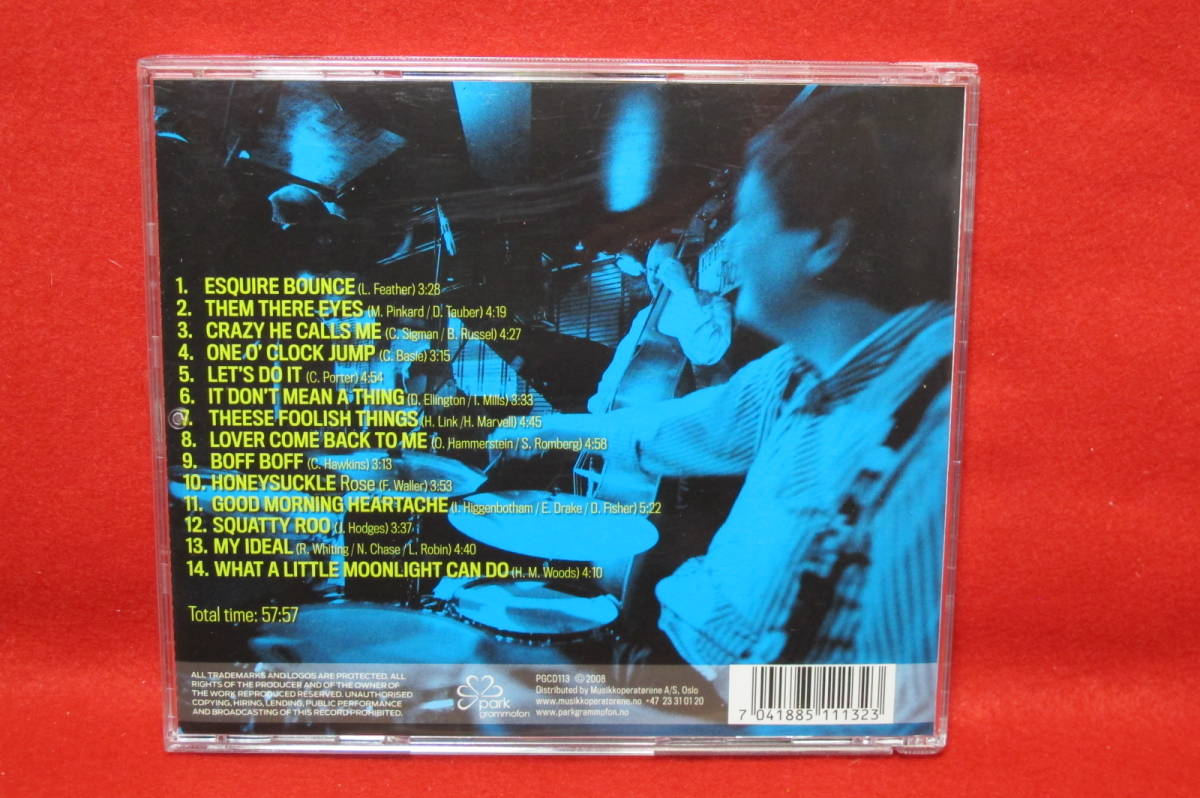 1. ESQUIRE BOUNCE (L. Feather) 3:28
2. THEM THERE EYES (M. Pinkard / D. Tauber) 4:19
3. CRAZY HE CALLS ME (C. Sigman / B. Russel) 4:27
4. ONE O' CLOCK JUMP (C. Basie) 3:15
5. LET'S DO IT (C. Porter) 4:54
6. IT DON'T MEAN A THING (D. Ellington / I. Mills) 3:33
7. THEESE FOOLISH THINGS (H. Link /H. Marvell) 4:45
8. LOVER COME BACK TO ME (O. Hammerstein / S. Romberg) 4:58
9. BOFF BOFF (C. Hawkins) 3:13
10. HONEYSUCKLE Rose (F. Waller) 3:53
11. GOOD MORNING HEARTACHE (I. Higgenbotham / E. Drake / D. Fisher) 5:22
12. SQUATTY ROO (J. Hodges) 3:37
13. MY IDEAL (R. Whiting / N. Chase / L. Robin) 4:40
14. WHAT A LITTLE MOONLIGHT CAN DO (H. M. Woods) 4:10
Total time: 57:57
ALL TRADEMARKS AND LOGOS ARE PROTECTED. ALL
RIGHTS OF THE PRODUCER AND OF THE OWNER OF
THE WORK REPRODUCED RESERVED. UNAUTHORISED
COPYING, HIRING, LENDING, PUBLIC PERFORMANCE
AND BROADCASTING OF THIS RECORD PROHIBITED.
park
grammofon
PGCD113 ©2008
Distributed by Musikkoperatørene A/S, Oslo
www.musikkoperatorene.no +47 23 31 01 20
www.parkgrammofon.no
7 041885 111323